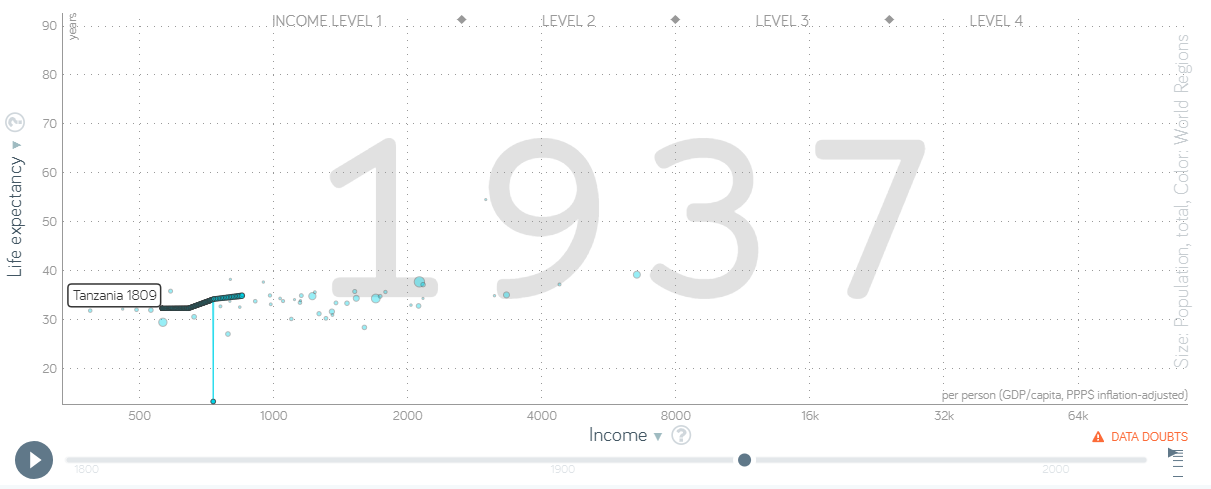 INCOME LEVEL 1 ◆ LEVEL 2 ◆ LEVEL 3 ◆ LEVEL 4
years
90
80
70
60
50
40
30
20
Life expectancy ▼ ?
1937
Tanzania 1809
Size: Population, total, Color: World Regions
per person (GDP/capita, PPP$ inflation-adjusted)
500 1000 2000 4000 8000 16k 32k 64k
Income ▼ ?
DATA DOUBTS
1800 1900 2000